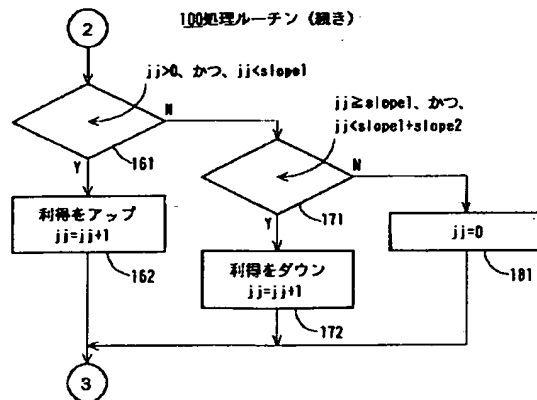 100処理ルーチン (続き)
2
jj>0、かつ、jj<slope1
N
Y
161
jj≧slope1、かつ、
jj<slope1+slope2
N
Y
171
利得をアップ
jj=jj+1
162
利得をダウン
jj=jj+1
172
jj=0
181
3